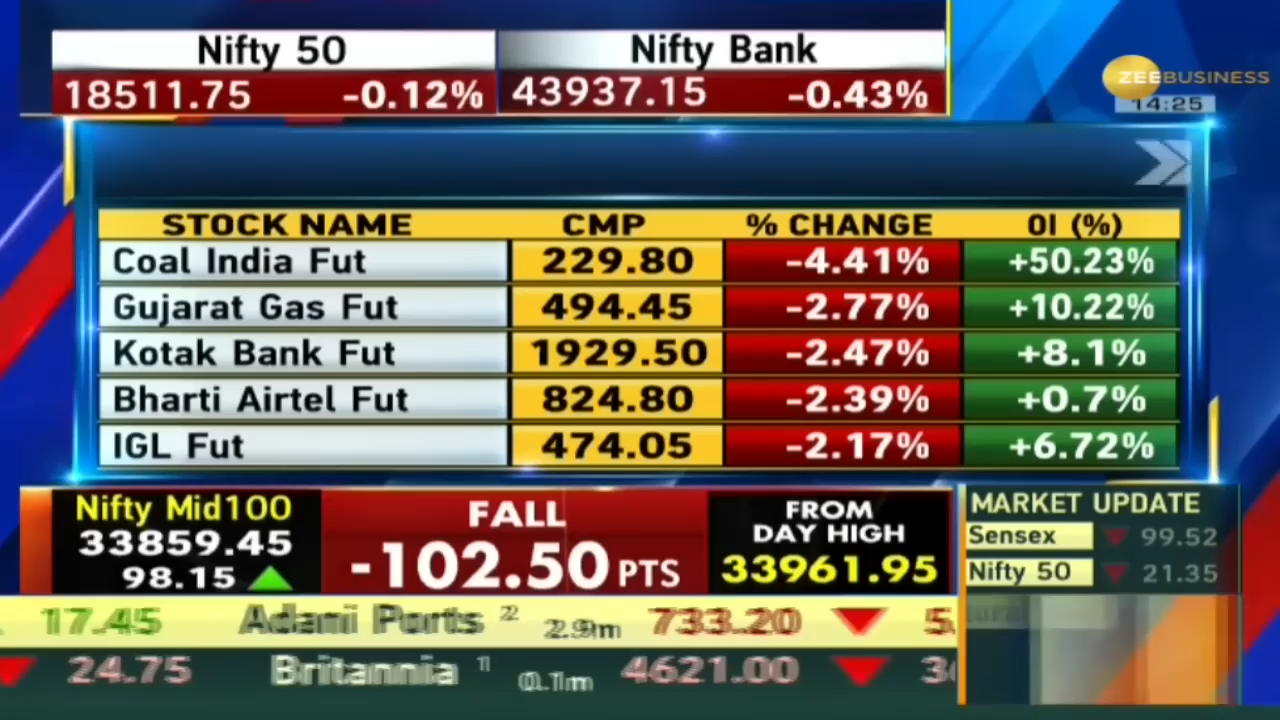 Nifty 50 Nifty Bank
18511.75 -0.12% 43937.15 -0.43%
ZEEBUSINESS
14:25
STOCK NAME CMP % CHANGE OI (%)
Coal India Fut 229.80 -4.41% +50.23%
Gujarat Gas Fut 494.45 -2.77% +10.22%
Kotak Bank Fut 1929.50 -2.47% +8.1%
Bharti Airtel Fut 824.80 -2.39% +0.7%
IGL Fut 474.05 -2.17% +6.72%
Nifty Mid100
33859.45
98.15
FALL
-102.50 PTS
FROM
DAY HIGH
33961.95
MARKET UPDATE
Sensex 99.52
Nifty 50 21.35
17.45 Adani Ports 2 2.9m 733.20
24.75 Britannia 1 0.1m 4621.00